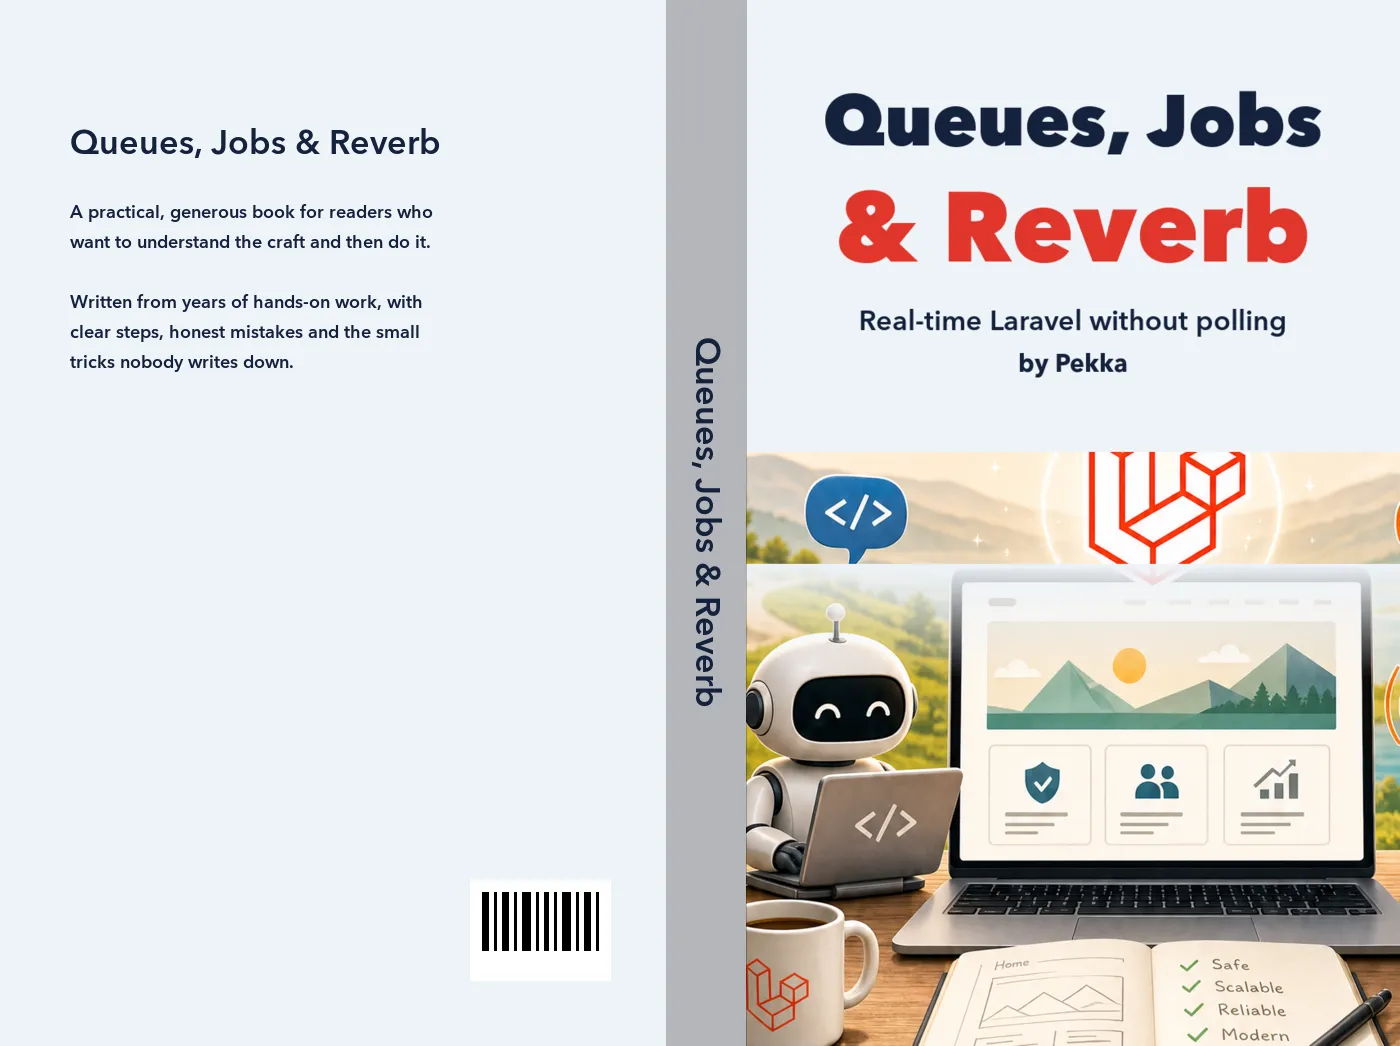 Queues, Jobs & Reverb
A practical, generous book for readers who
want to understand the craft and then do it.
Written from years of hands-on work, with
clear steps, honest mistakes and the small
tricks nobody writes down.
Queues, Jobs & Reverb
Queues, Jobs
& Reverb
Real-time Laravel without polling
by Pekka
</>
</>
Home
Safe
Scalable
Reliable
Modern